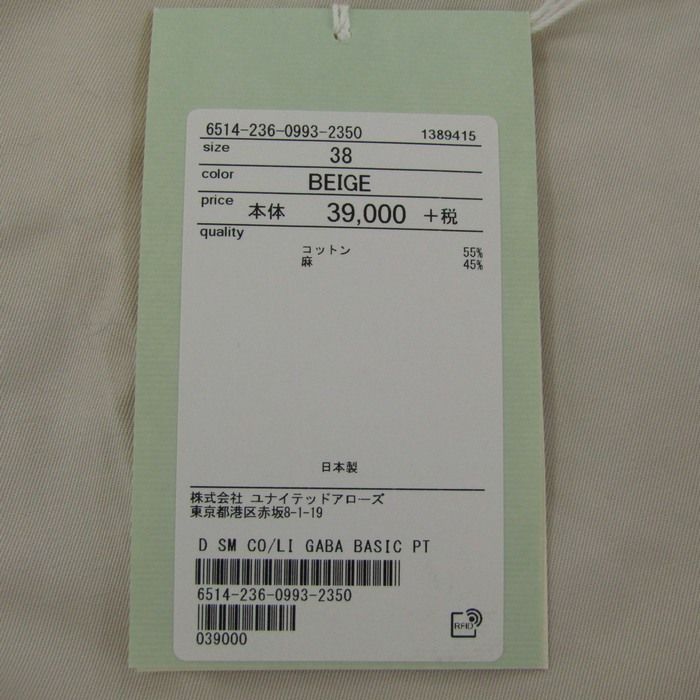 6514-236-0993-2350 1389415
size 38
color BEIGE
price 本体 39,000 +税
quality
コットン 55%
麻 45%
日本製
株式会社 ユナイテッドアローズ
東京都港区赤坂8-1-19
D SM CO/LI GABA BASIC PT
6514-236-0993-2350
039000
RFID